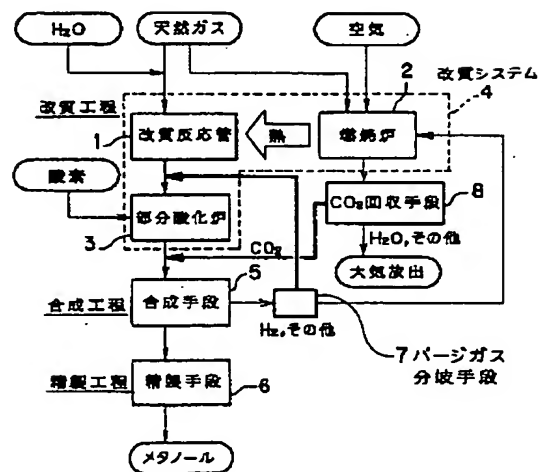 H₂O
天然ガス
空気
改質システム
2
4
改質工程
1
改質反応管
熱
燃焼炉
酸素
部分酸化炉
3
CO₂回収手段
8
CO₂
H₂O,その他
大気放出
5
合成工程
合成手段
H₂,その他
7 パージガス
分岐手段
精製工程
精製手段
6
メタノール